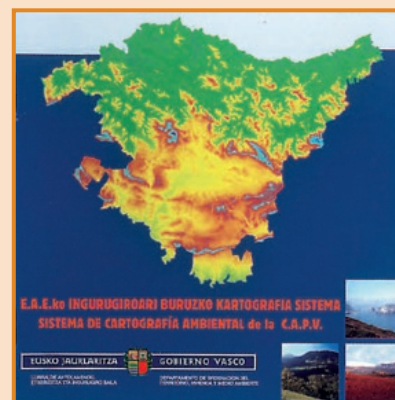 E.A.E.ko INGURUGIROARI BURUZKO KARTOGRAFIA SISTEMA
SISTEMA DE CARTOGRAFÍA AMBIENTAL de la C.A.P.V.
EUSKO JAURLARITZA
GOBIERNO VASCO
DEPARTAMENTO DE ORDENACION DEL
TERRITORIO, VIVIENDA Y MEDIO AMBIENTE